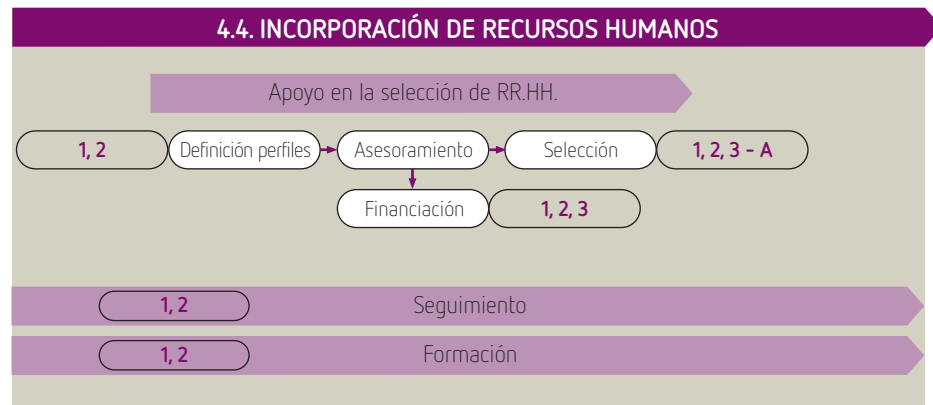 4.4. INCORPORACIÓN DE RECURSOS HUMANOS
Apoyo en la selección de RR.HH.
1, 2 Definición perfiles Asesoramiento Selección 1, 2, 3 - A
Financiación 1, 2, 3
1, 2 Seguimiento
1, 2 Formación